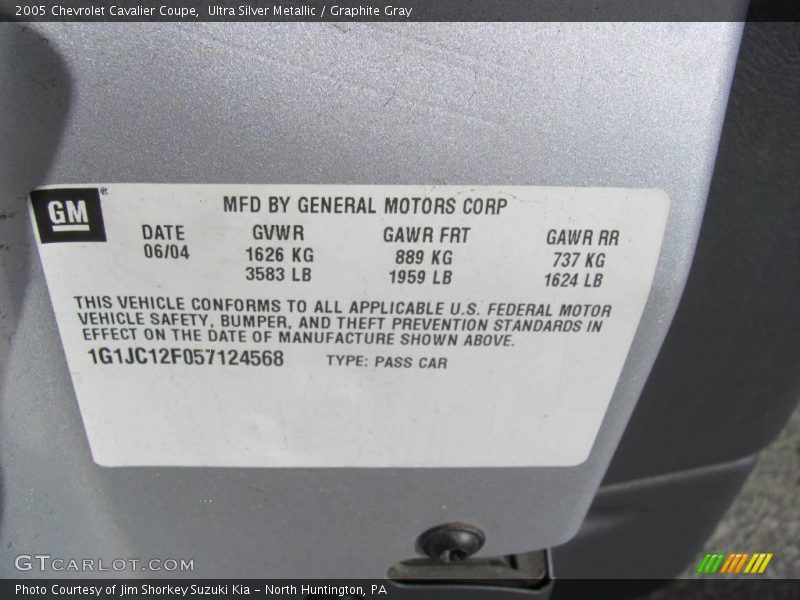 2005 Chevrolet Cavalier Coupe, Ultra Silver Metallic / Graphite Gray
GM®
MFD BY GENERAL MOTORS CORP
DATE GVWR GAWR FRT GAWR RR
06/04 1626 KG 889 KG 737 KG
3583 LB 1959 LB 1624 LB
THIS VEHICLE CONFORMS TO ALL APPLICABLE U.S. FEDERAL MOTOR
VEHICLE SAFETY, BUMPER, AND THEFT PREVENTION STANDARDS IN
EFFECT ON THE DATE OF MANUFACTURE SHOWN ABOVE.
1G1JC12F057124568 TYPE: PASS CAR
GTCARLOT.COM
Photo Courtesy of Jim Shorkey Suzuki Kia - North Huntington, PA